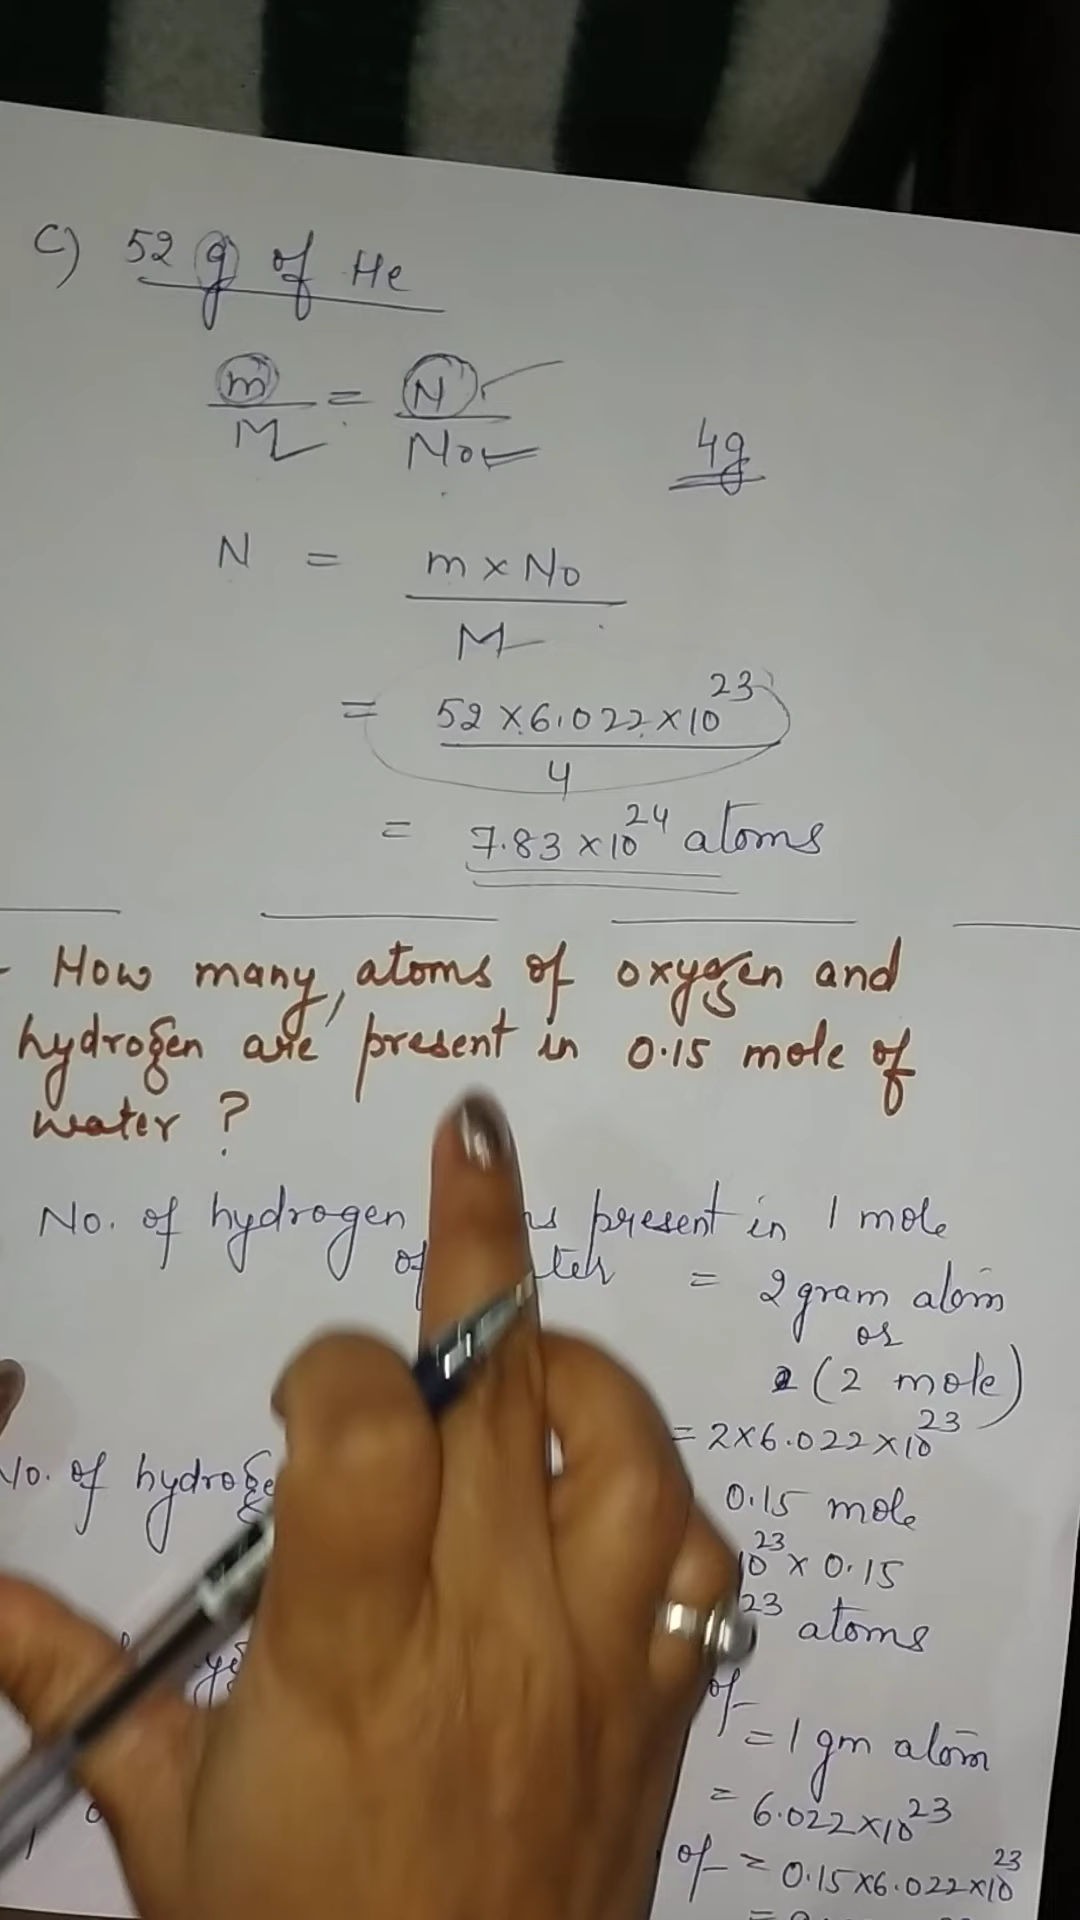 C) 52 g of He
m/M = N/No
4g
N = m × No / M
= 52 × 6.022 × 10^23 / 4
= 7.83 × 10^24 atoms
How many, atoms of oxygen and
hydrogen are present in 0.15 mole of
water ?
No. of hydrogen present in 1 mole
of = 2 gram atom
or
2 (2 mole)
= 2×6.022×10^23
No. of
0.15 mole
10^23 × 0.15
23 atoms
of
= 1 gm atom
= 6.022×10^23
of = 0.15×6.022×10^23
=